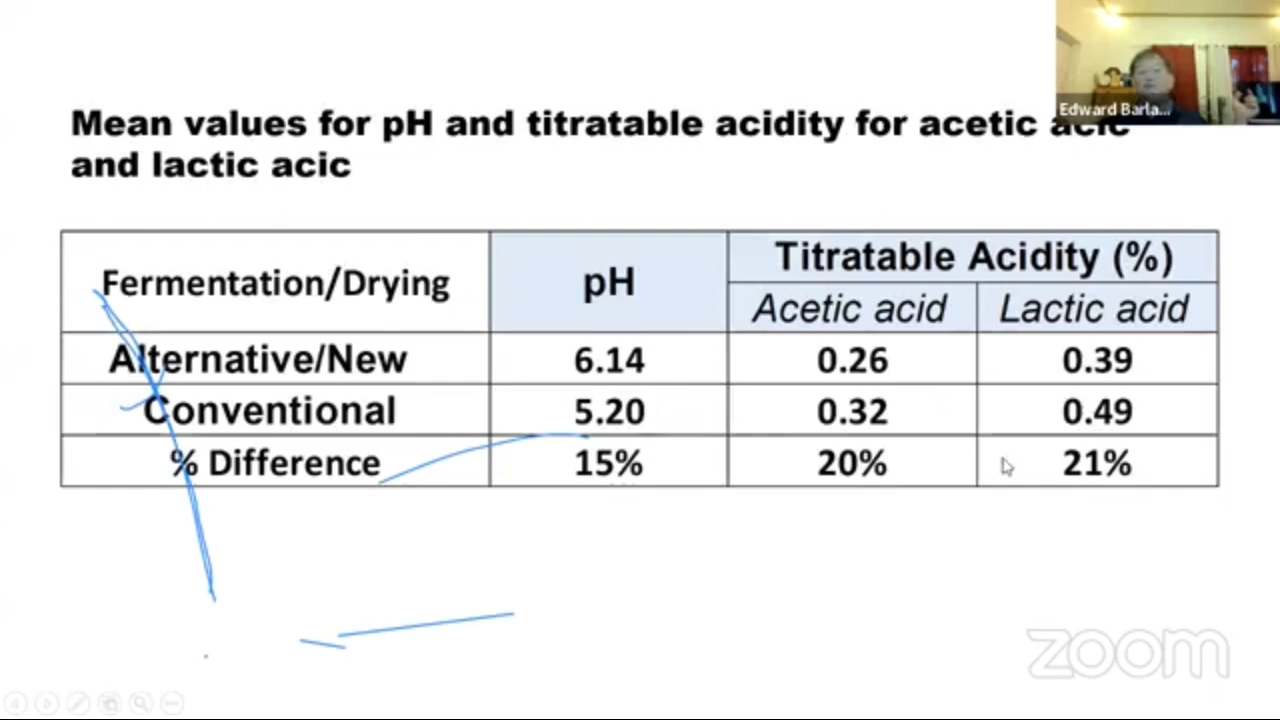 Edward Barla...
Mean values for pH and titratable acidity for acetic acic
and lactic acic
Fermentation/Drying pH Titratable Acidity (%)
Acetic acid Lactic acid
Alternative/New 6.14 0.26 0.39
Conventional 5.20 0.32 0.49
% Difference 15% 20% 21%
zoom